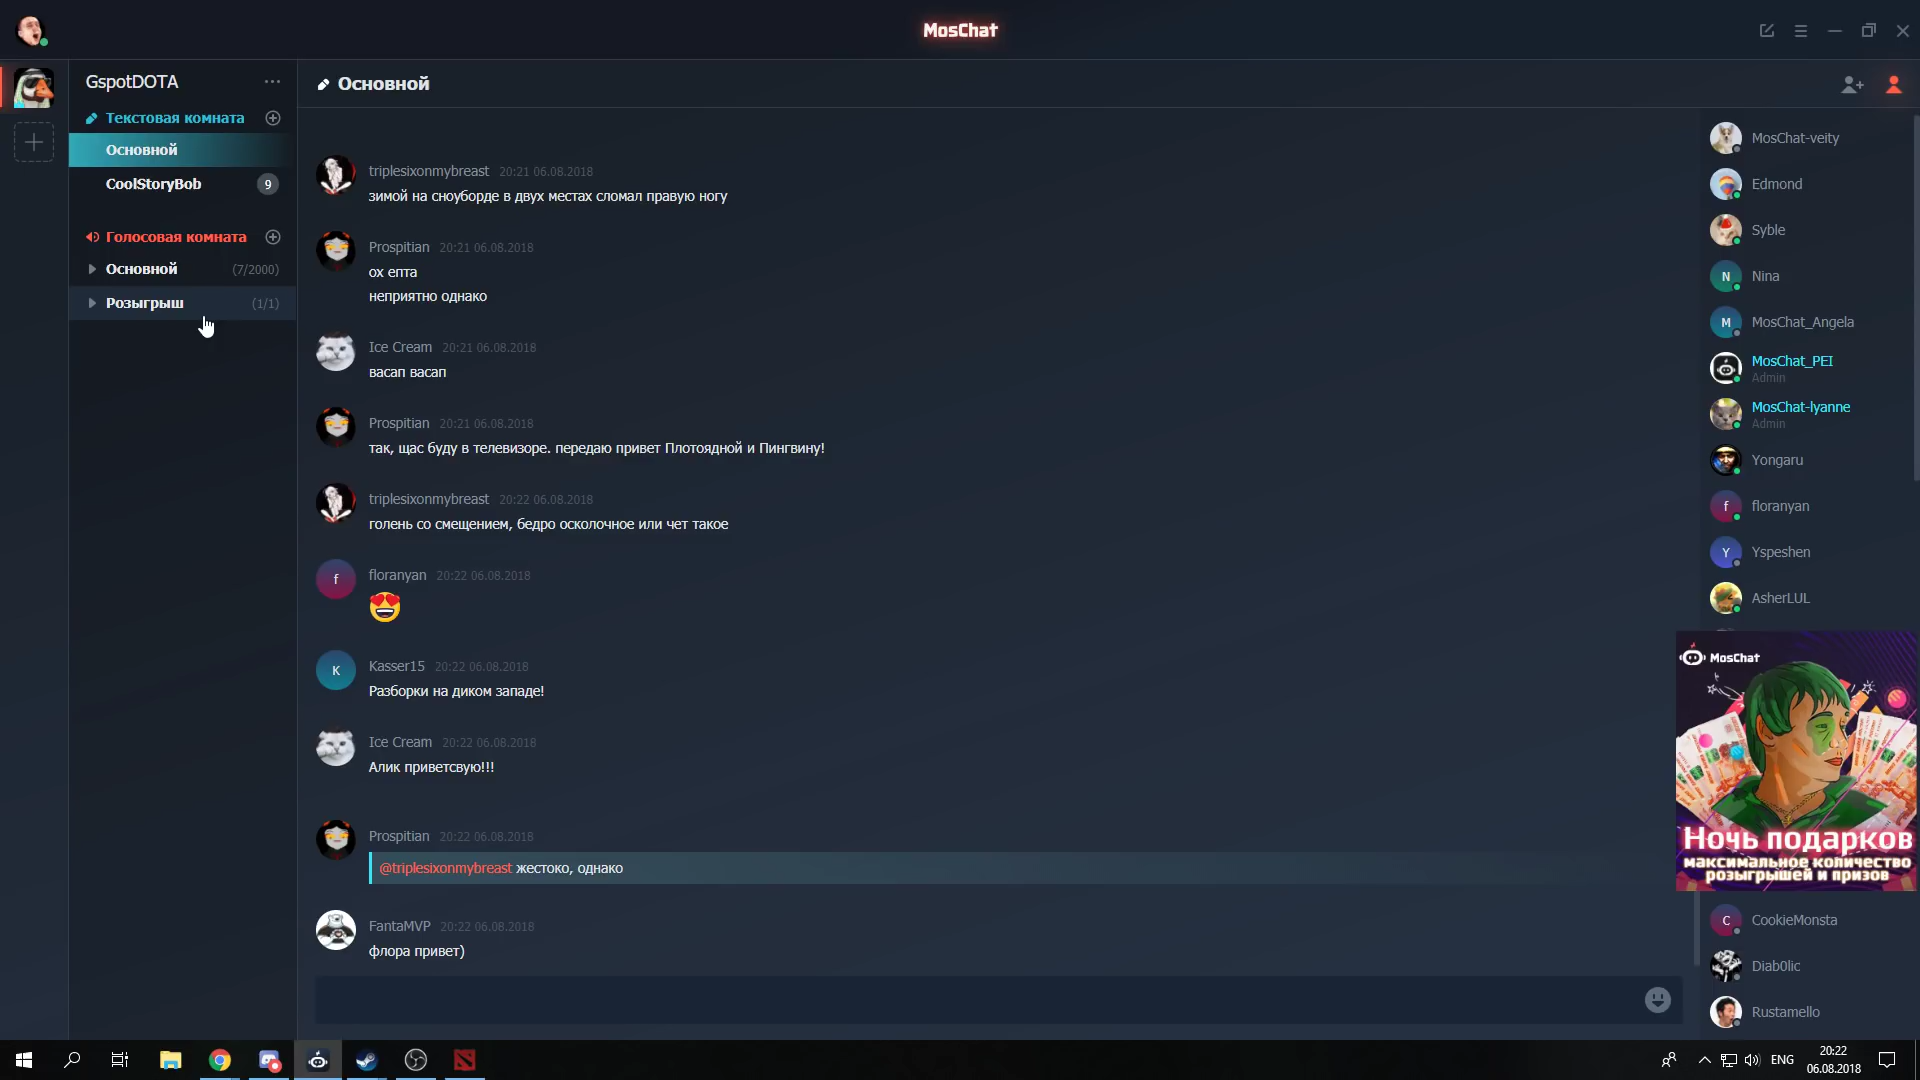 MosChat
GspotDOTA
Текстовая комната
Основной
CoolStoryBob
9
Голосовая комната
Основной
(7/2000)
Розыгрыш
(1/1)
Основной
triplesixonmybreast 20:21 06.08.2018
зимой на сноуборде в двух местах сломал правую ногу
Prospitian 20:21 06.08.2018
ох епта
неприятно однако
Ice Cream 20:21 06.08.2018
васап васап
Prospitian 20:21 06.08.2018
так, щас буду в телевизоре. передаю привет Плотоядной и Пингвину!
triplesixonmybreast 20:22 06.08.2018
голень со смещением, бедро осколочное или чет такое
f
floranyan 20:22 06.08.2018
K
Kasser15 20:22 06.08.2018
Разборки на диком западе!
Ice Cream 20:22 06.08.2018
Алик приветсвую!!!
Prospitian 20:22 06.08.2018
@triplesixonmybreast жестоко, однако
FantaMVP 20:22 06.08.2018
флора привет)
MosChat-veity
Edmond
Syble
N
Nina
M
MosChat_Angela
MosChat_PEI
Admin
MosChat-lyanne
Admin
Yongaru
f
floranyan
Y
Yspeshen
AsherLUL
MosChat
Ночь подарков
максимальное количество
розыгрышей и призов
C
CookieMonsta
Diab0lic
Rustamello
ENG
20:22
06.08.2018